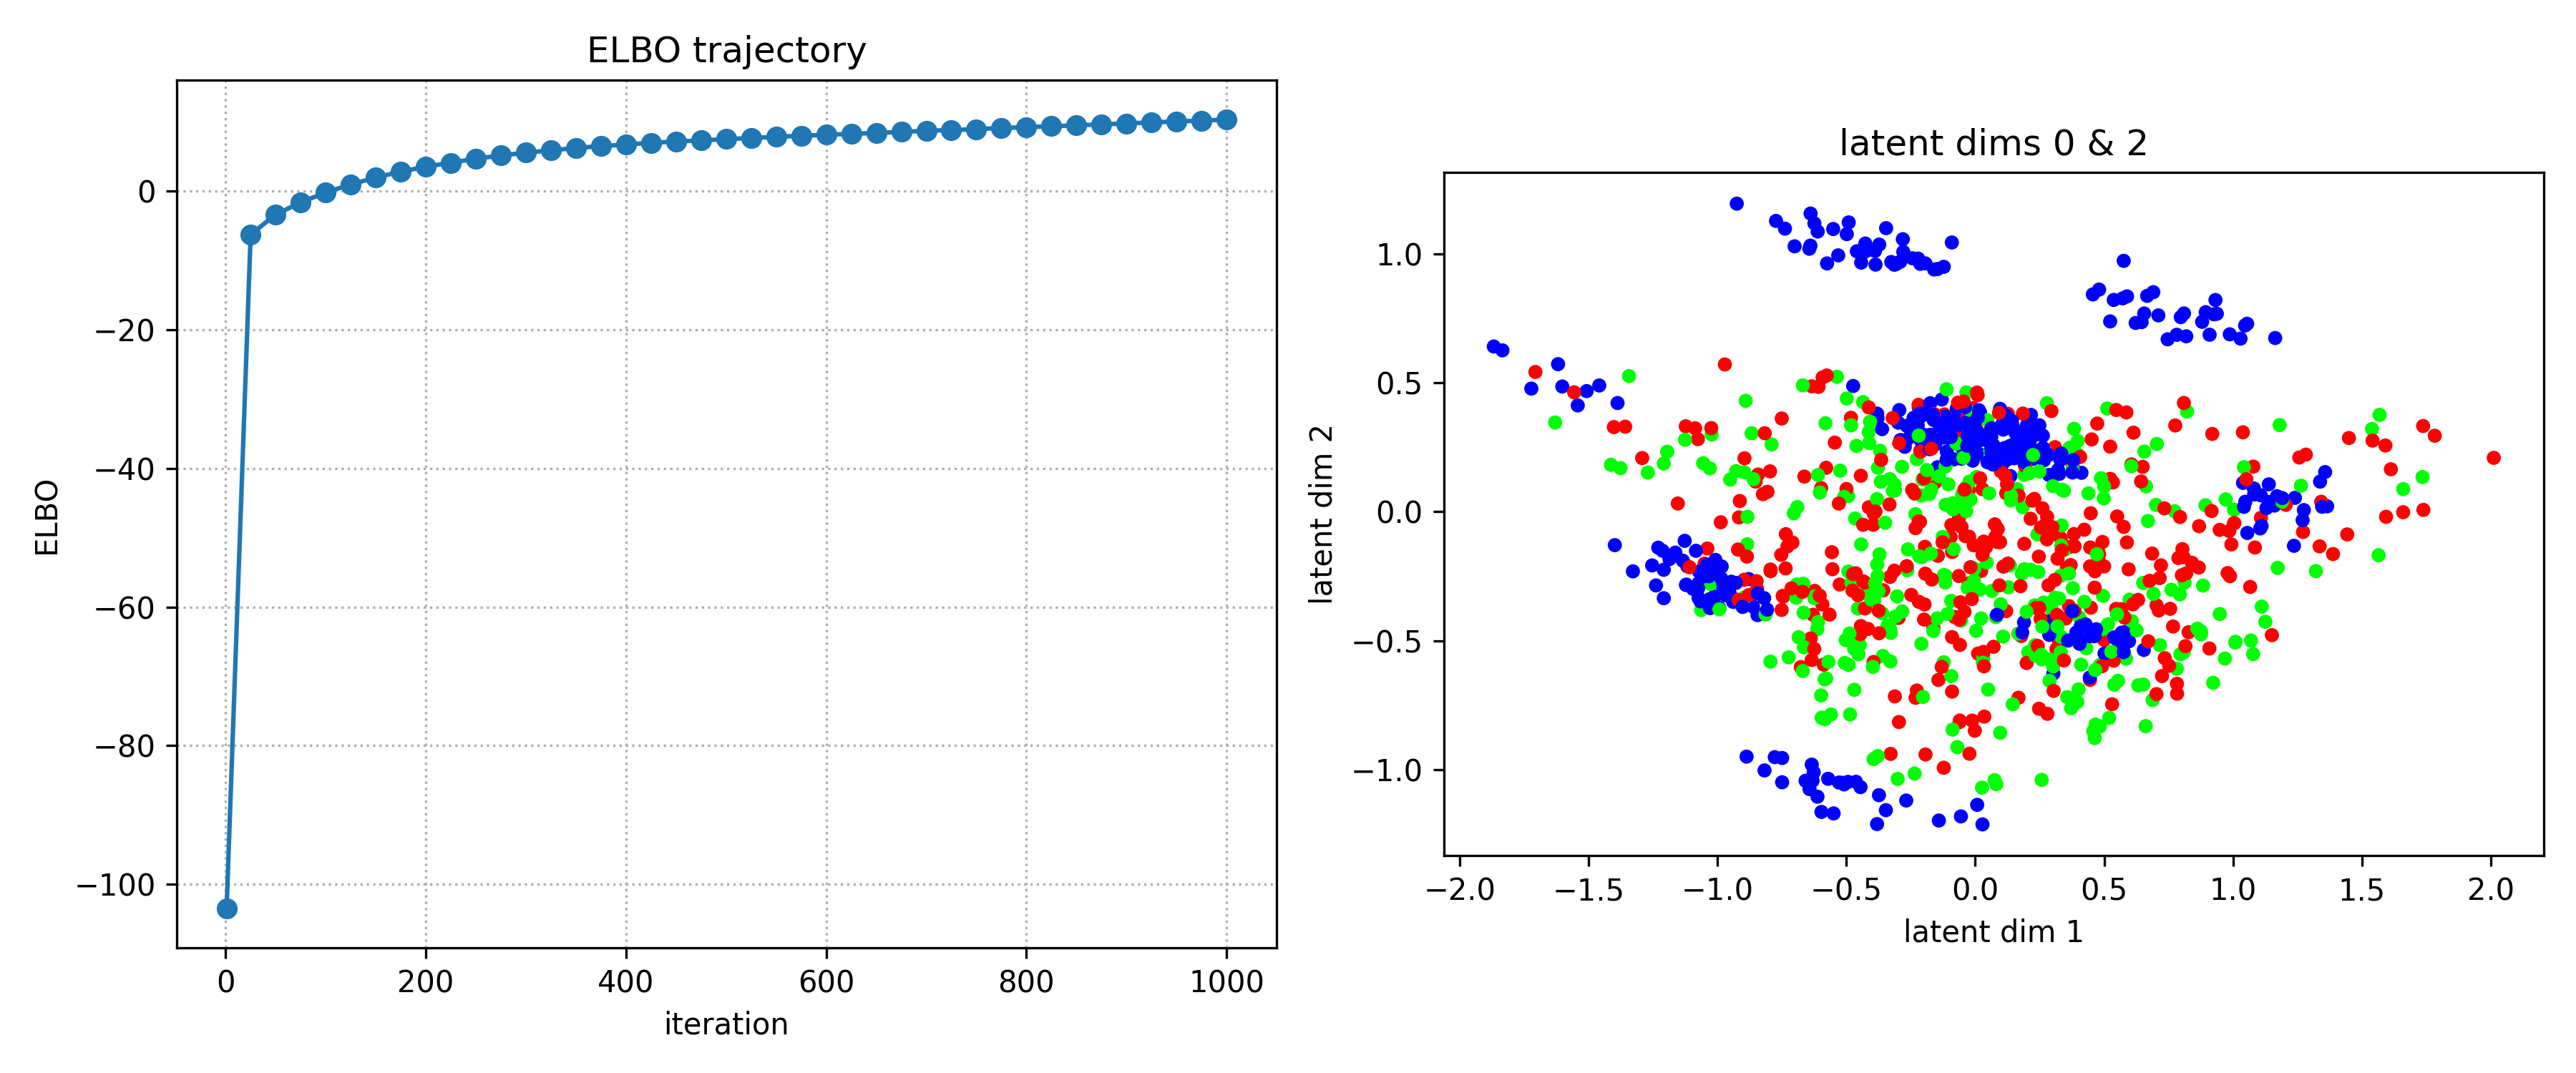 ELBO trajectory
ELBO
0
−20
−40
−60
−80
−100
0 200 400 600 800 1000
iteration
latent dims 0 & 2
latent dim 2
1.0
0.5
0.0
−0.5
−1.0
−2.0 −1.5 −1.0 −0.5 0.0 0.5 1.0 1.5 2.0
latent dim 1